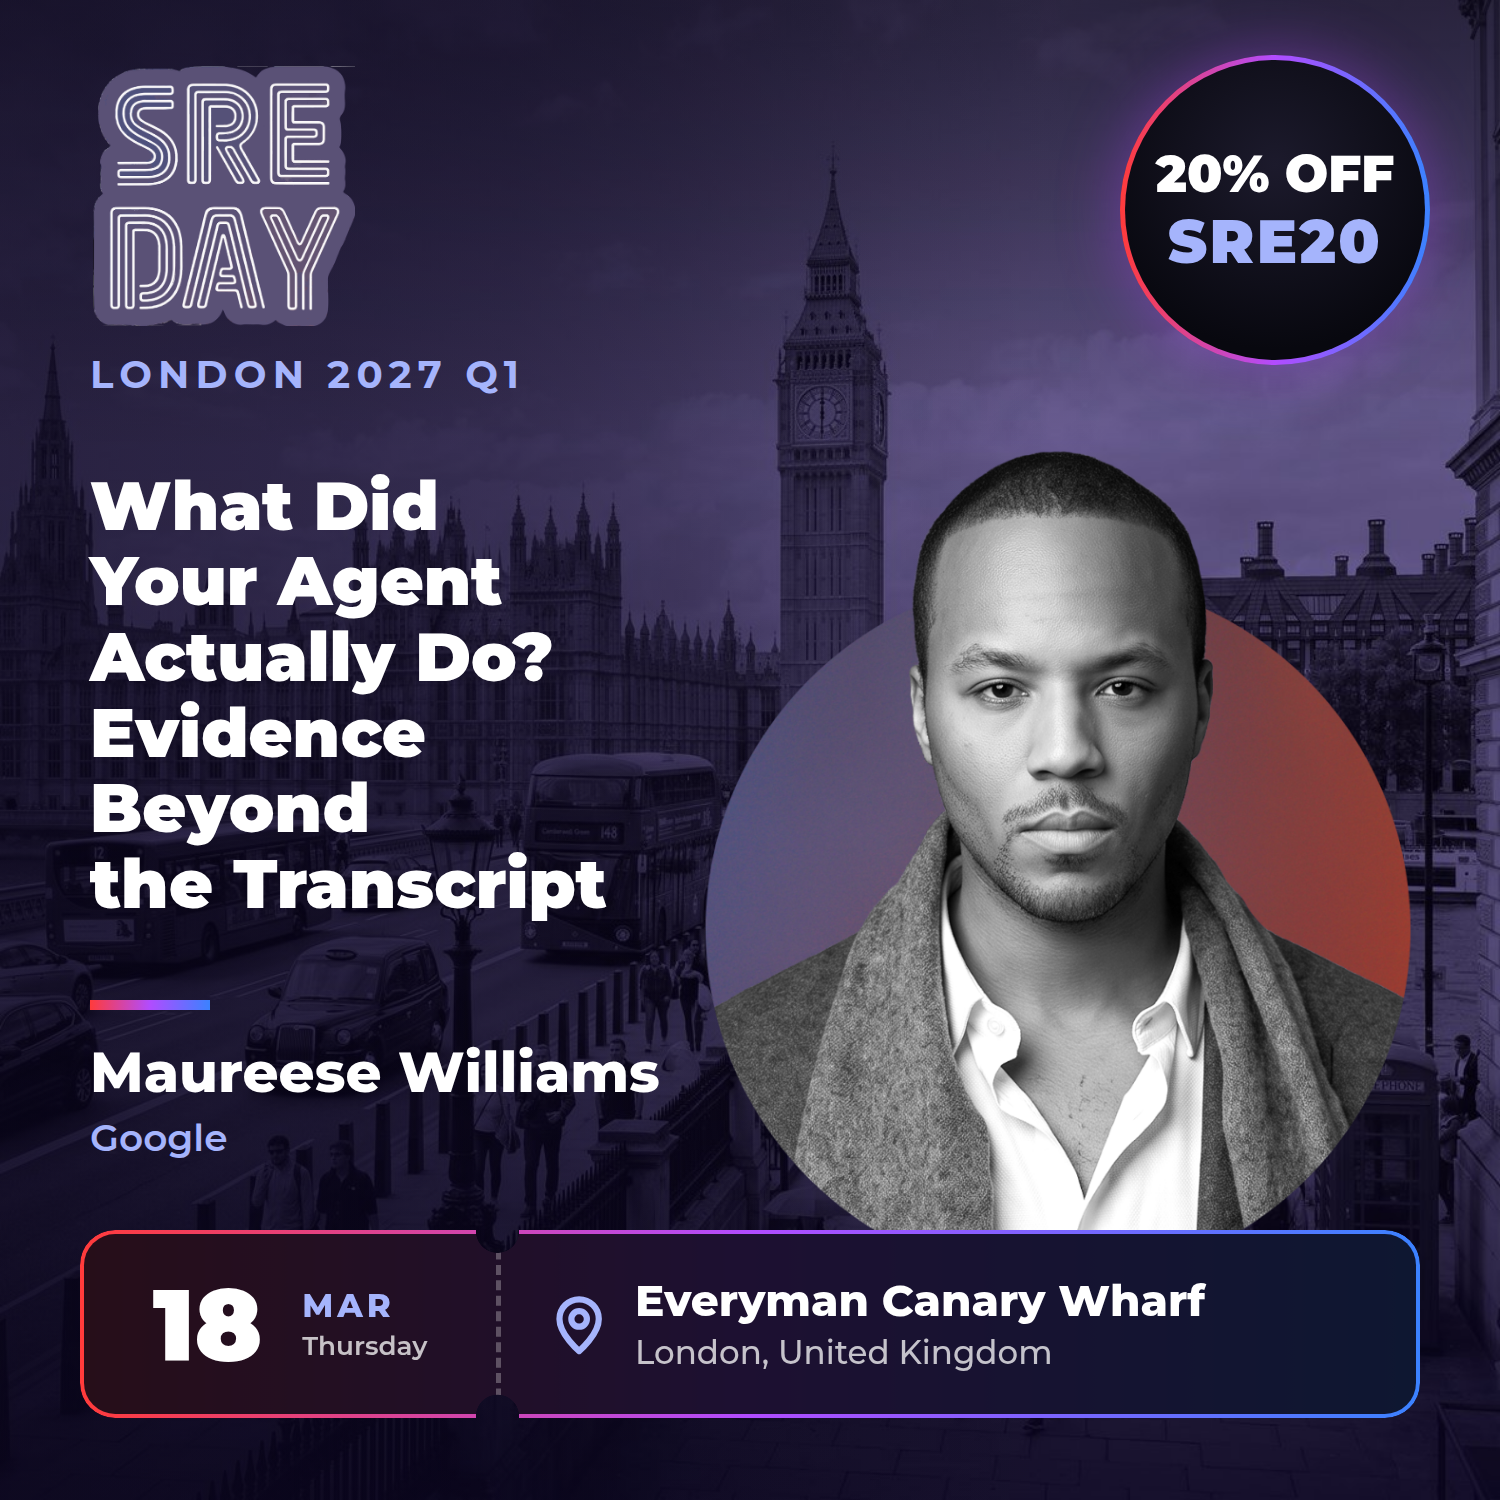 SRE
DAY
20% OFF
SRE20
LONDON 2027 Q1
What Did
Your Agent
Actually Do?
Evidence
Beyond
the Transcript
148
Maureese Williams
Google
18
MAR
Thursday
Everyman Canary Wharf
London, United Kingdom